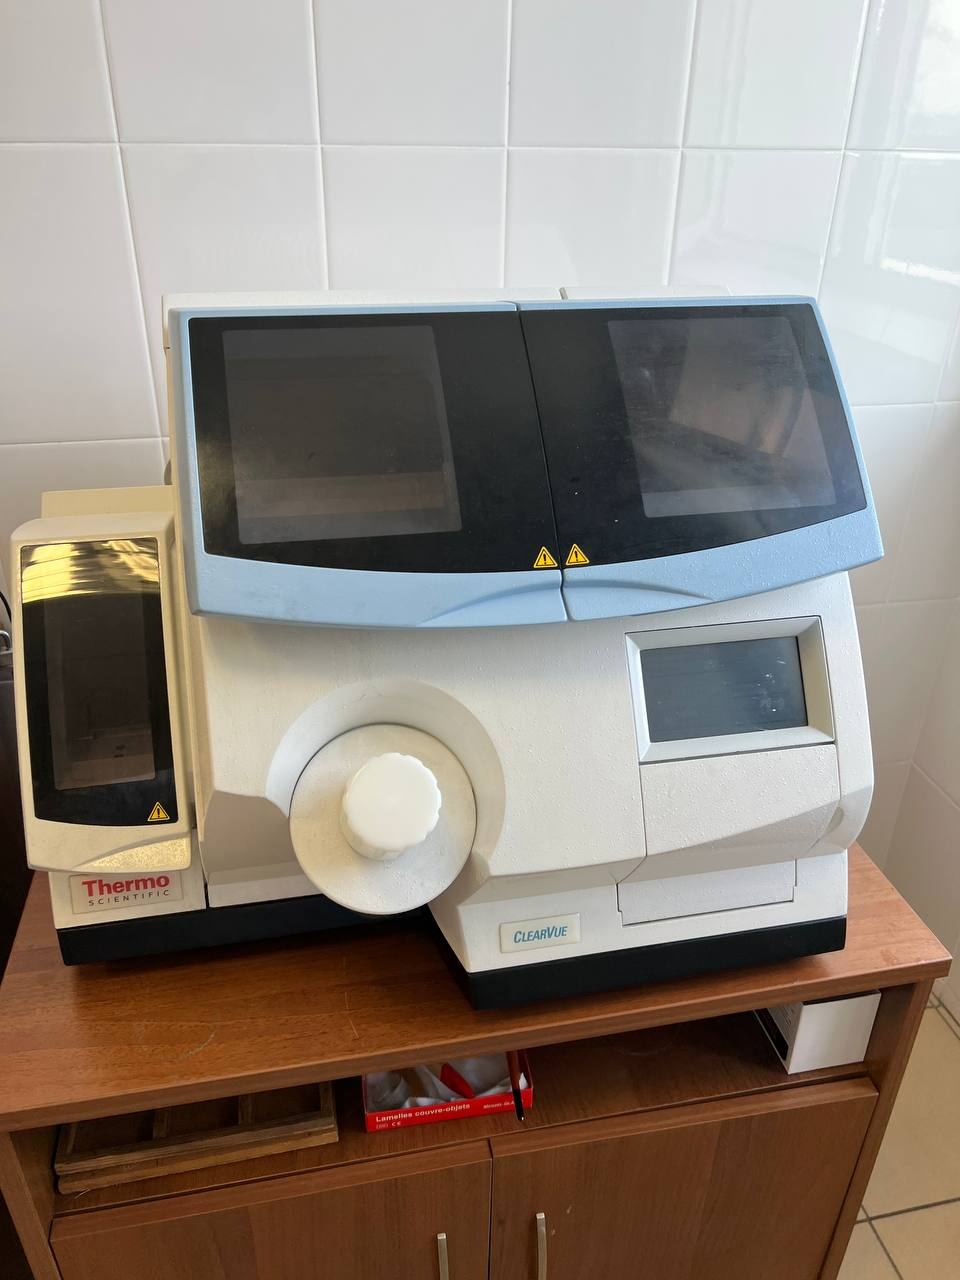 Thermo
SCIENTIFIC
CLEARVUE
Lamelles couvre-objets